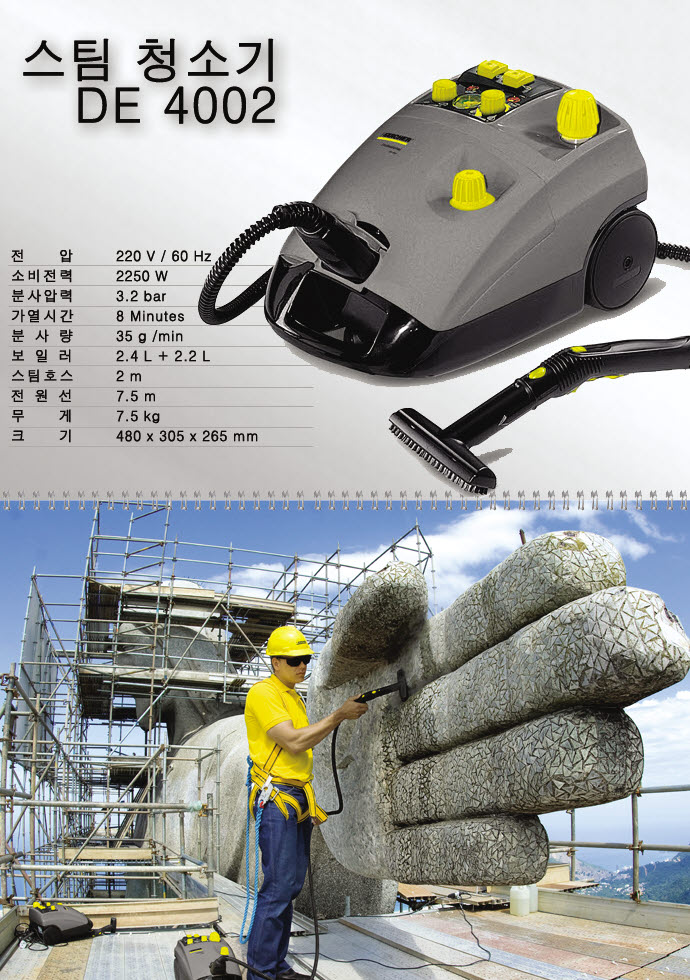 스팀 청소기
DE 4002
KÄRCHER
전 압 220 V / 60 Hz
소비전력 2250 W
분사압력 3.2 bar
가열시간 8 Minutes
분 사 량 35 g /min
보 일 러 2.4 L + 2.2 L
스팀호스 2 m
전 원 선 7.5 m
무 게 7.5 kg
크 기 480 x 305 x 265 mm